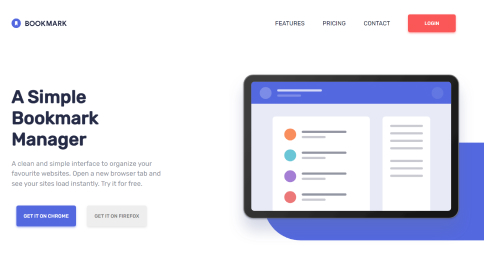 BOOKMARK
FEATURES
PRICING
CONTACT
LOGIN
A Simple
Bookmark
Manager
A clean and simple interface to organize your
favourite websites. Open a new browser tab and
see your sites load instantly. Try it for free.
GET IT ON CHROME
GET IT ON FIREFOX